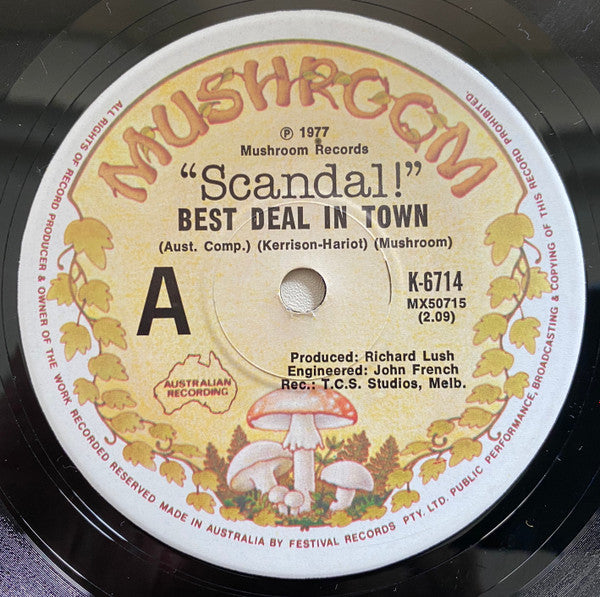 MUSHROOM
℗ 1977
Mushroom Records
"Scandal!"
BEST DEAL IN TOWN
(Aust. Comp.) (Kerrison-Hariot) (Mushroom)
A
K-6714
MX50715
(2.09)
Produced: Richard Lush
Engineered: John French
Rec.: T.C.S. Studios, Melb.
AUSTRALIAN
RECORDING
ALL RIGHTS OF RECORD PRODUCER & OWNER OF THE WORK RECORDED RESERVED MADE IN AUSTRALIA BY FESTIVAL RECORDS PTY. LTD. PUBLIC PERFORMANCE, BROADCASTING & COPYING OF THIS RECORD PROHIBITED.